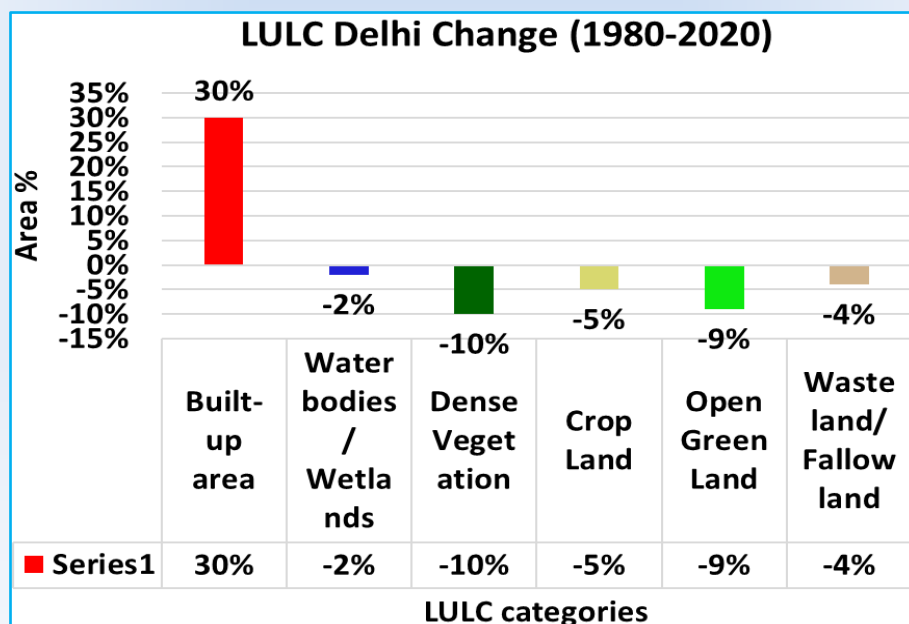 LULC Delhi Change (1980-2020)
Area %
35%
30%
25%
20%
15%
10%
5%
0%
-5%
-10%
-15%
30%
-2%
-10%
-5%
-9%
-4%
Built-
up
area
Water
bodies
/
Wetla
nds
Dense
Veget
ation
Crop
Land
Open
Green
Land
Waste
land/
Fallow
land
Series1 30% -2% -10% -5% -9% -4%
LULC categories